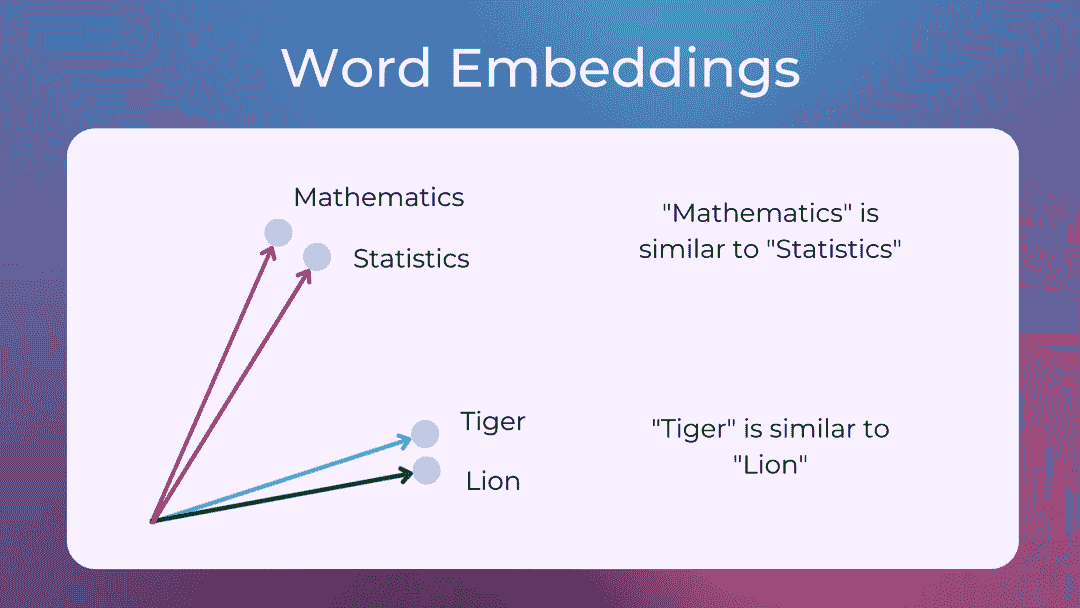 Word Embeddings
Mathematics
Statistics
"Mathematics" is
similar to "Statistics"
Tiger
Lion
"Tiger" is similar to
"Lion"